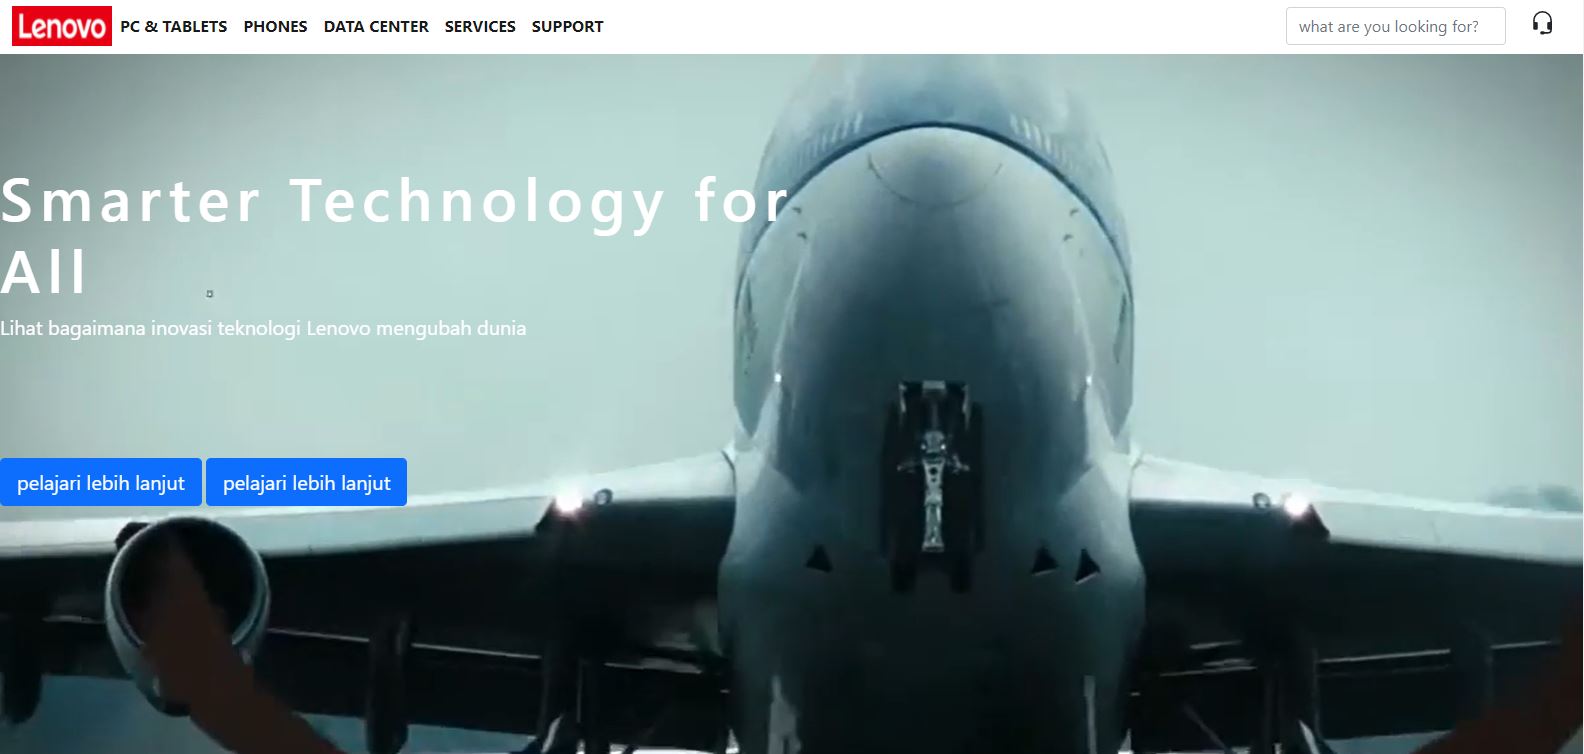 Lenovo
PC & TABLETS PHONES DATA CENTER SERVICES SUPPORT
what are you looking for?
Smarter Technology for
All
Lihat bagaimana inovasi teknologi Lenovo mengubah dunia
pelajari lebih lanjut
pelajari lebih lanjut